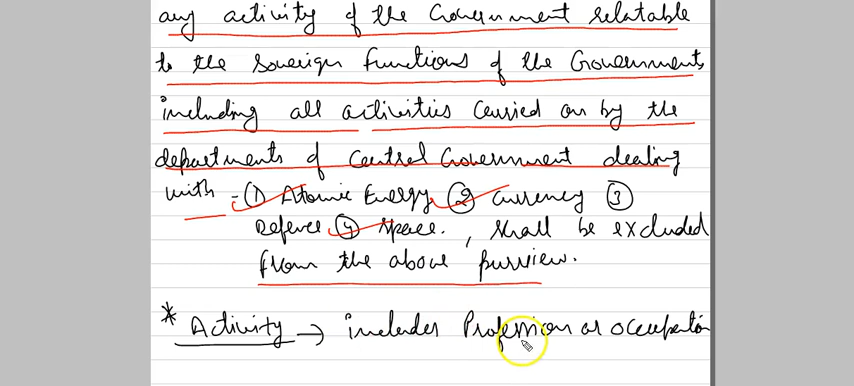 any activity of the Government relatable
to the Sovereign Functions of the Governments
including all activities carried on by the
departments of Central Government dealing
with :- ① Atomic Energy, ② Currency ③
Defence ④ Space. , shall be excluded
from the above purview.
* Activity → includes Profession or occupation